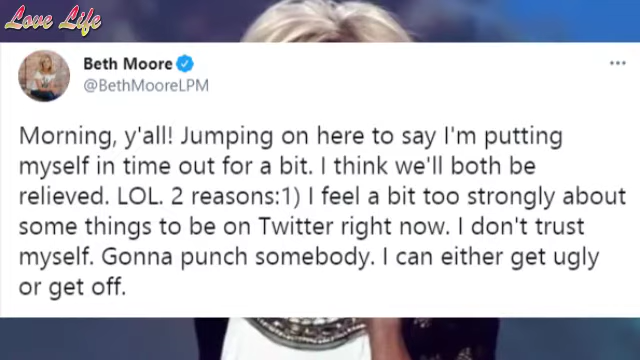 Love Life
Beth Moore
@BethMooreLPM
Morning, y'all! Jumping on here to say I'm putting
myself in time out for a bit. I think we'll both be
relieved. LOL. 2 reasons:1) I feel a bit too strongly about
some things to be on Twitter right now. I don't trust
myself. Gonna punch somebody. I can either get ugly
or get off.